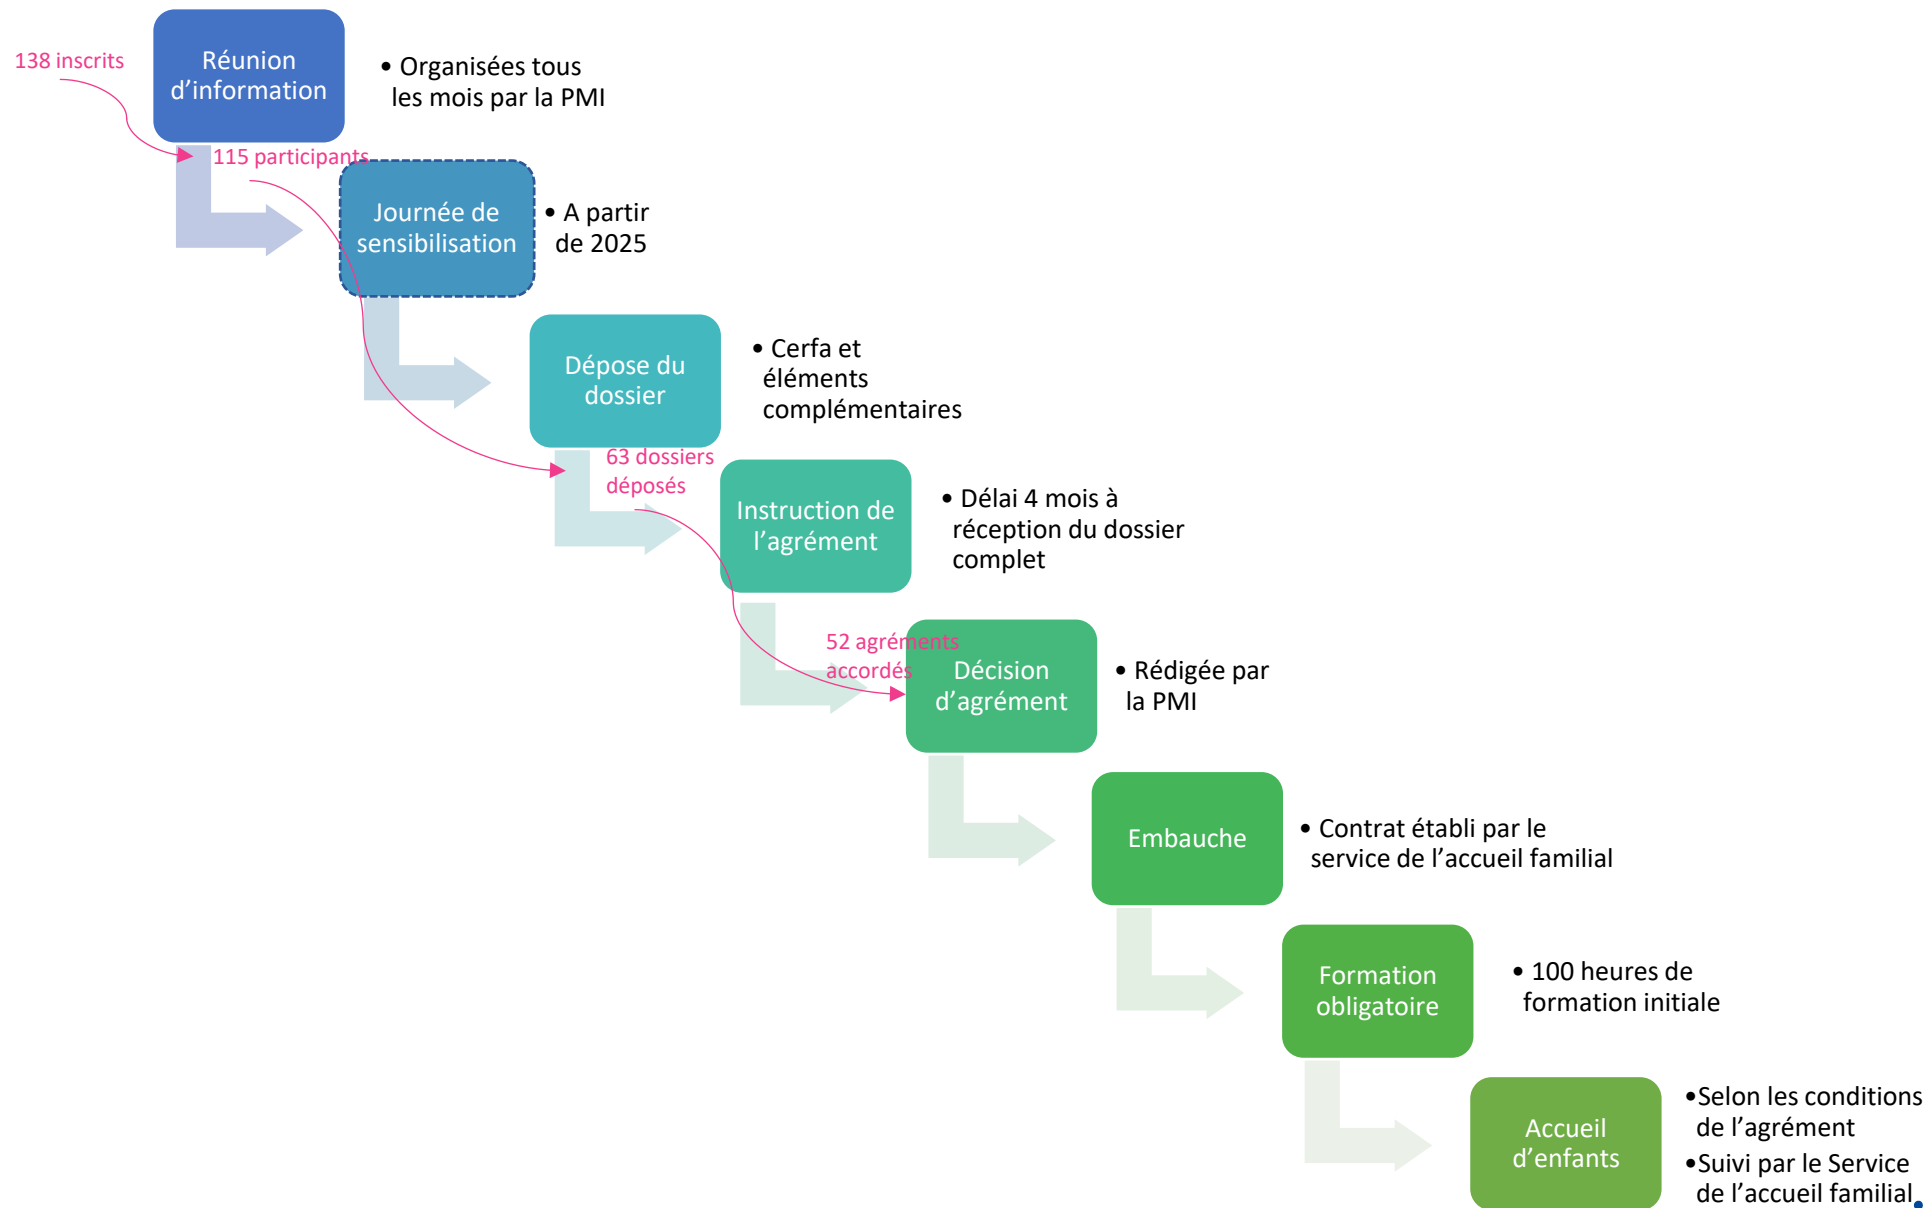 138 inscrits
Réunion
d’information
• Organisées tous
les mois par la PMI
115 participants
Journée de
sensibilisation
• A partir
de 2025
Dépose du
dossier
• Cerfa et
éléments
complémentaires
63 dossiers
déposés
Instruction de
l’agrément
• Délai 4 mois à
réception du dossier
complet
52 agréments
accordés
Décision
d’agrément
• Rédigée par
la PMI
Embauche
• Contrat établi par le
service de l’accueil familial
Formation
obligatoire
• 100 heures de
formation initiale
Accueil
d’enfants
•Selon les conditions
de l’agrément
•Suivi par le Service
de l’accueil familial